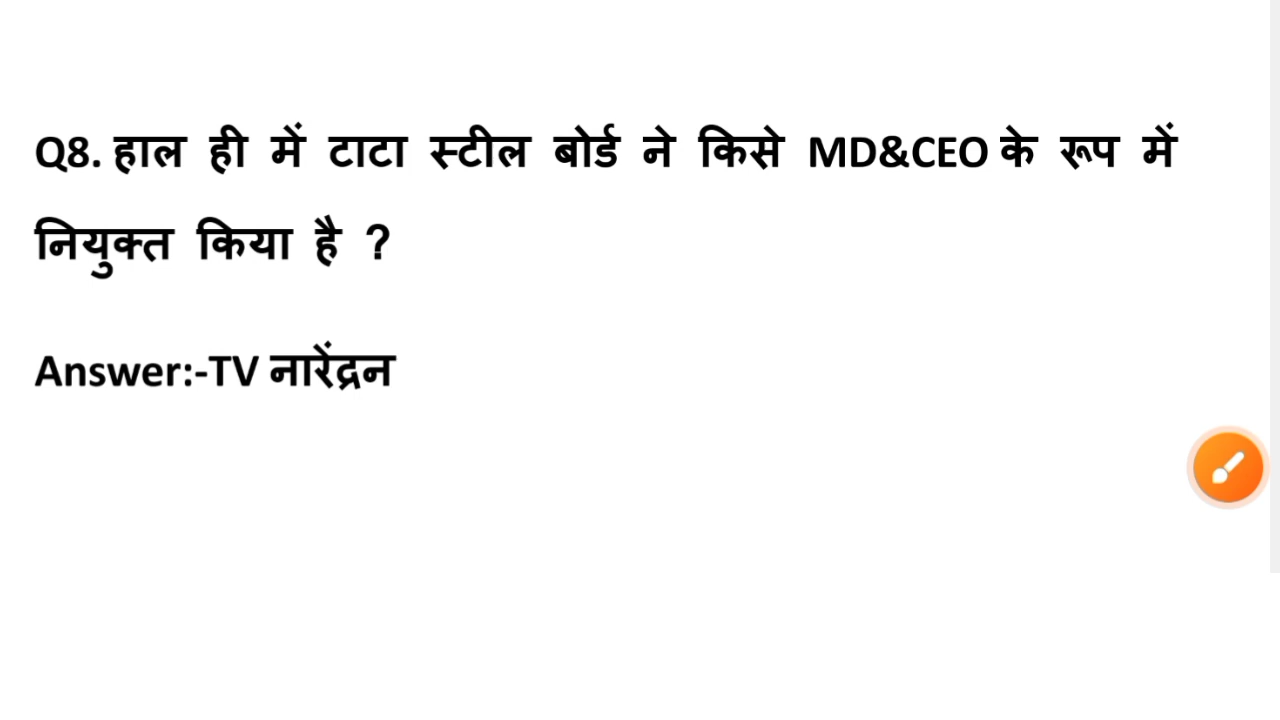 Q8. हाल ही में टाटा स्टील बोर्ड ने किसे MD&CEO के रूप में
नियुक्त किया है ?
Answer:-TV नारेंद्रन